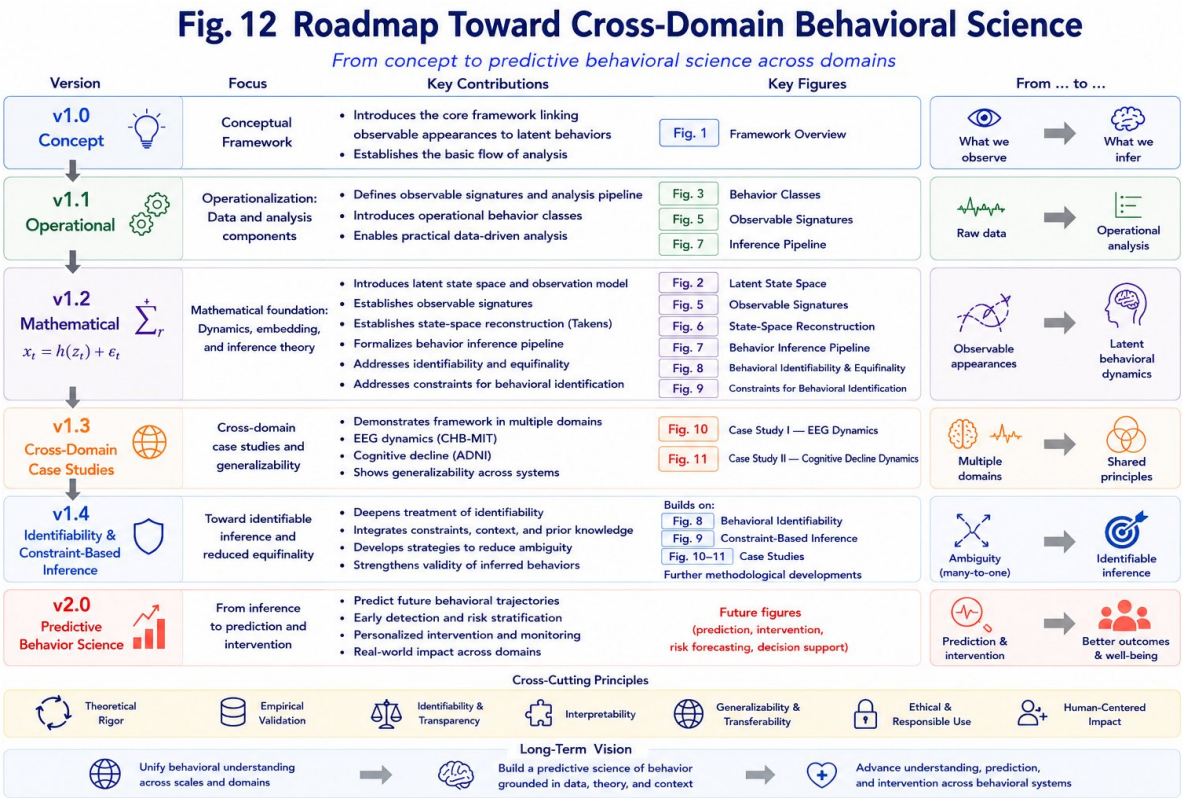 Fig. 12 Roadmap Toward Cross-Domain Behavioral Science
From concept to predictive behavioral science across domains
Version
Focus
Key Contributions
Key Figures
From ... to ...
v1.0
Concept
Conceptual
Framework
• Introduces the core framework linking
observable appearances to latent behaviors
• Establishes the basic flow of analysis
Fig. 1 Framework Overview
What we
observe
What we
infer
v1.1
Operational
Operationalization:
Data and analysis
components
• Defines observable signatures and analysis pipeline
• Introduces operational behavior classes
• Enables practical data-driven analysis
Fig. 3 Behavior Classes
Fig. 5 Observable Signatures
Fig. 7 Inference Pipeline
Raw data
Operational
analysis
v1.2
Mathematical
x_t = h(z_t) + ϵ_t
+
∑r
Mathematical foundation:
Dynamics, embedding,
and inference theory
• Introduces latent state space and observation model
• Establishes observable signatures
• Establishes state-space reconstruction (Takens)
• Formalizes behavior inference pipeline
• Addresses identifiability and equifinality
• Addresses constraints for behavioral identification
Fig. 2 Latent State Space
Fig. 5 Observable Signatures
Fig. 6 State-Space Reconstruction
Fig. 7 Behavior Inference Pipeline
Fig. 8 Behavioral Identifiability & Equifinality
Fig. 9 Constraints for Behavioral Identification
Observable
appearances
Latent
behavioral
dynamics
v1.3
Cross-Domain
Case Studies
Cross-domain
case studies and
generalizability
• Demonstrates framework in multiple domains
• EEG dynamics (CHB-MIT)
• Cognitive decline (ADNI)
• Shows generalizability across systems
Fig. 10 Case Study I — EEG Dynamics
Fig. 11 Case Study II — Cognitive Decline Dynamics
Multiple
domains
Shared
principles
v1.4
Identifiability &
Constraint-Based
Inference
Toward identifiable
inference and
reduced equifinality
• Deepens treatment of identifiability
• Integrates constraints, context, and prior knowledge
• Develops strategies to reduce ambiguity
• Strengthens validity of inferred behaviors
Builds on:
Fig. 8 Behavioral Identifiability
Fig. 9 Constraint-Based Inference
Fig. 10–11 Case Studies
Further methodological developments
Ambiguity
(many-to-one)
Identifiable
inference
v2.0
Predictive
Behavior Science
From inference
to prediction and
intervention
• Predict future behavioral trajectories
• Early detection and risk stratification
• Personalized intervention and monitoring
• Real-world impact across domains
Future figures
(prediction, intervention,
risk forecasting, decision support)
Prediction &
intervention
Better outcomes
& well-being
Cross-Cutting Principles
Theoretical
Rigor
Empirical
Validation
Identifiability &
Transparency
Interpretability
Generalizability &
Transferability
Ethical &
Responsible Use
Human-Centered
Impact
Long-Term Vision
Unify behavioral understanding
across scales and domains
Build a predictive science of behavior
grounded in data, theory, and context
Advance understanding, prediction,
and intervention across behavioral systems